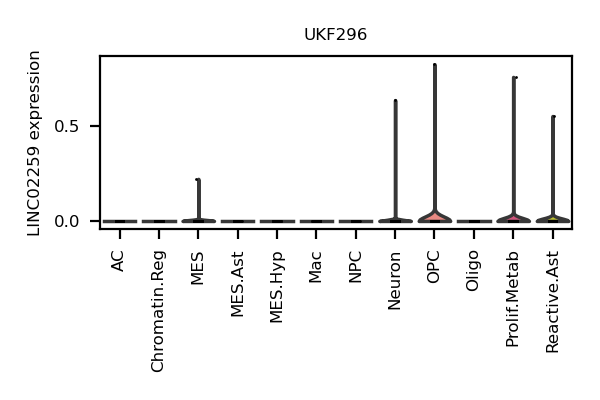 UKF296
LINC02259 expression
0.5
0.0
AC
Chromatin.Reg
MES
MES.Ast
MES.Hyp
Mac
NPC
Neuron
OPC
Oligo
Prolif.Metab
Reactive.Ast